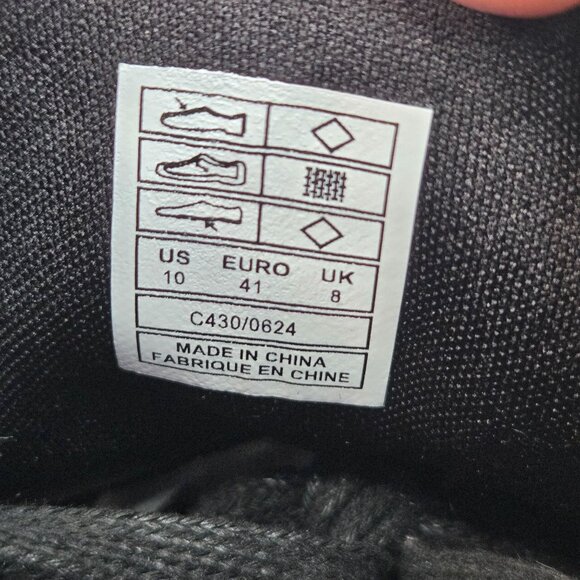 US EURO UK
10 41 8
C430/0624
MADE IN CHINA
FABRIQUE EN CHINE